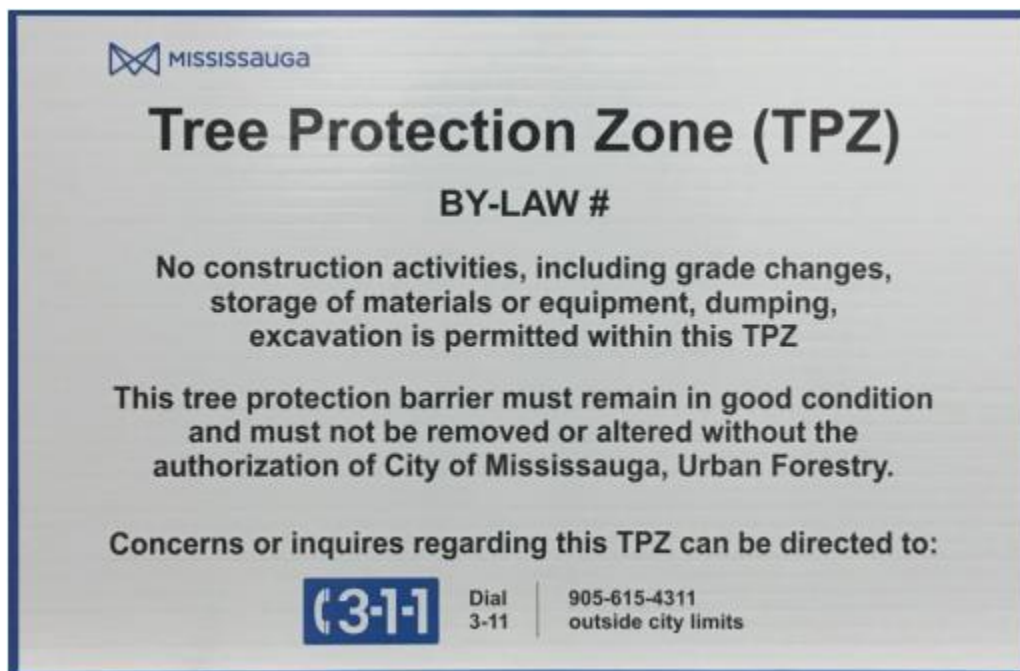 MISSISSAUGA
Tree Protection Zone (TPZ)
BY-LAW #
No construction activities, including grade changes,
storage of materials or equipment, dumping,
excavation is permitted within this TPZ
This tree protection barrier must remain in good condition
and must not be removed or altered without the
authorization of City of Mississauga, Urban Forestry.
Concerns or inquires regarding this TPZ can be directed to:
3-1-1
Dial
3-11
905-615-4311
outside city limits